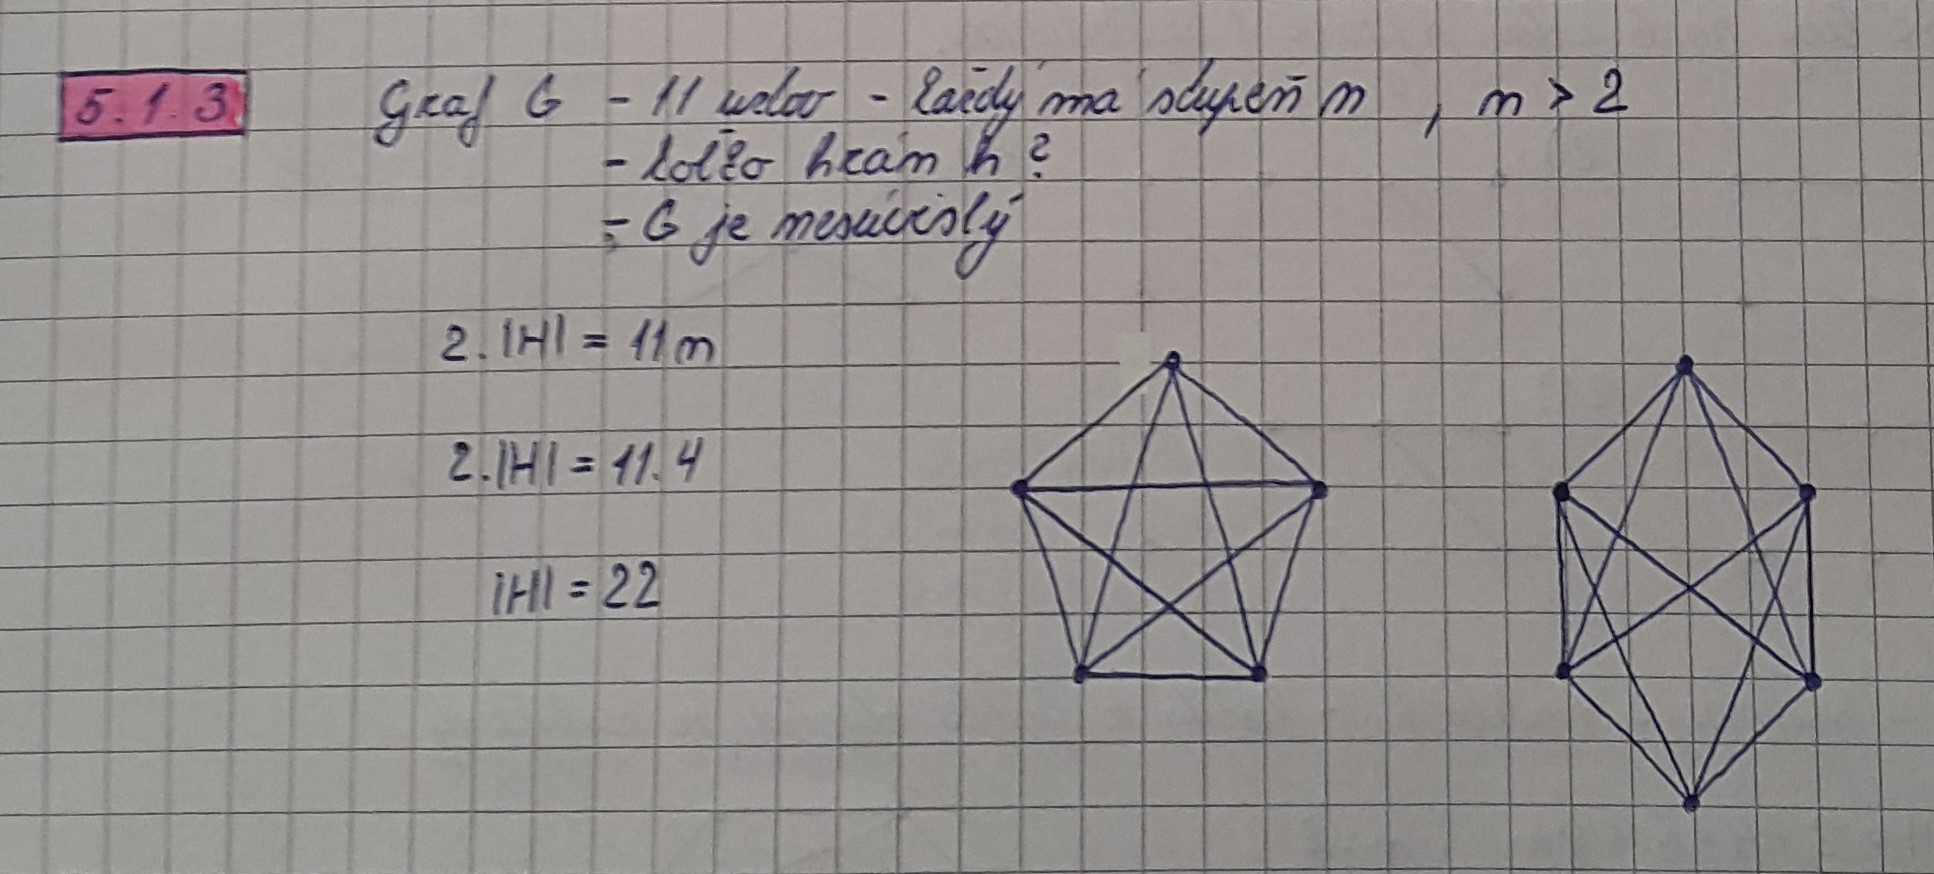 5.1.3 Graf G - 11 uzlov - každý má stupeň n , n > 2
- koľko hrán h ?
- G je nesúvislý
2.|H| = 11n
2.|H| = 11.4
|H| = 22